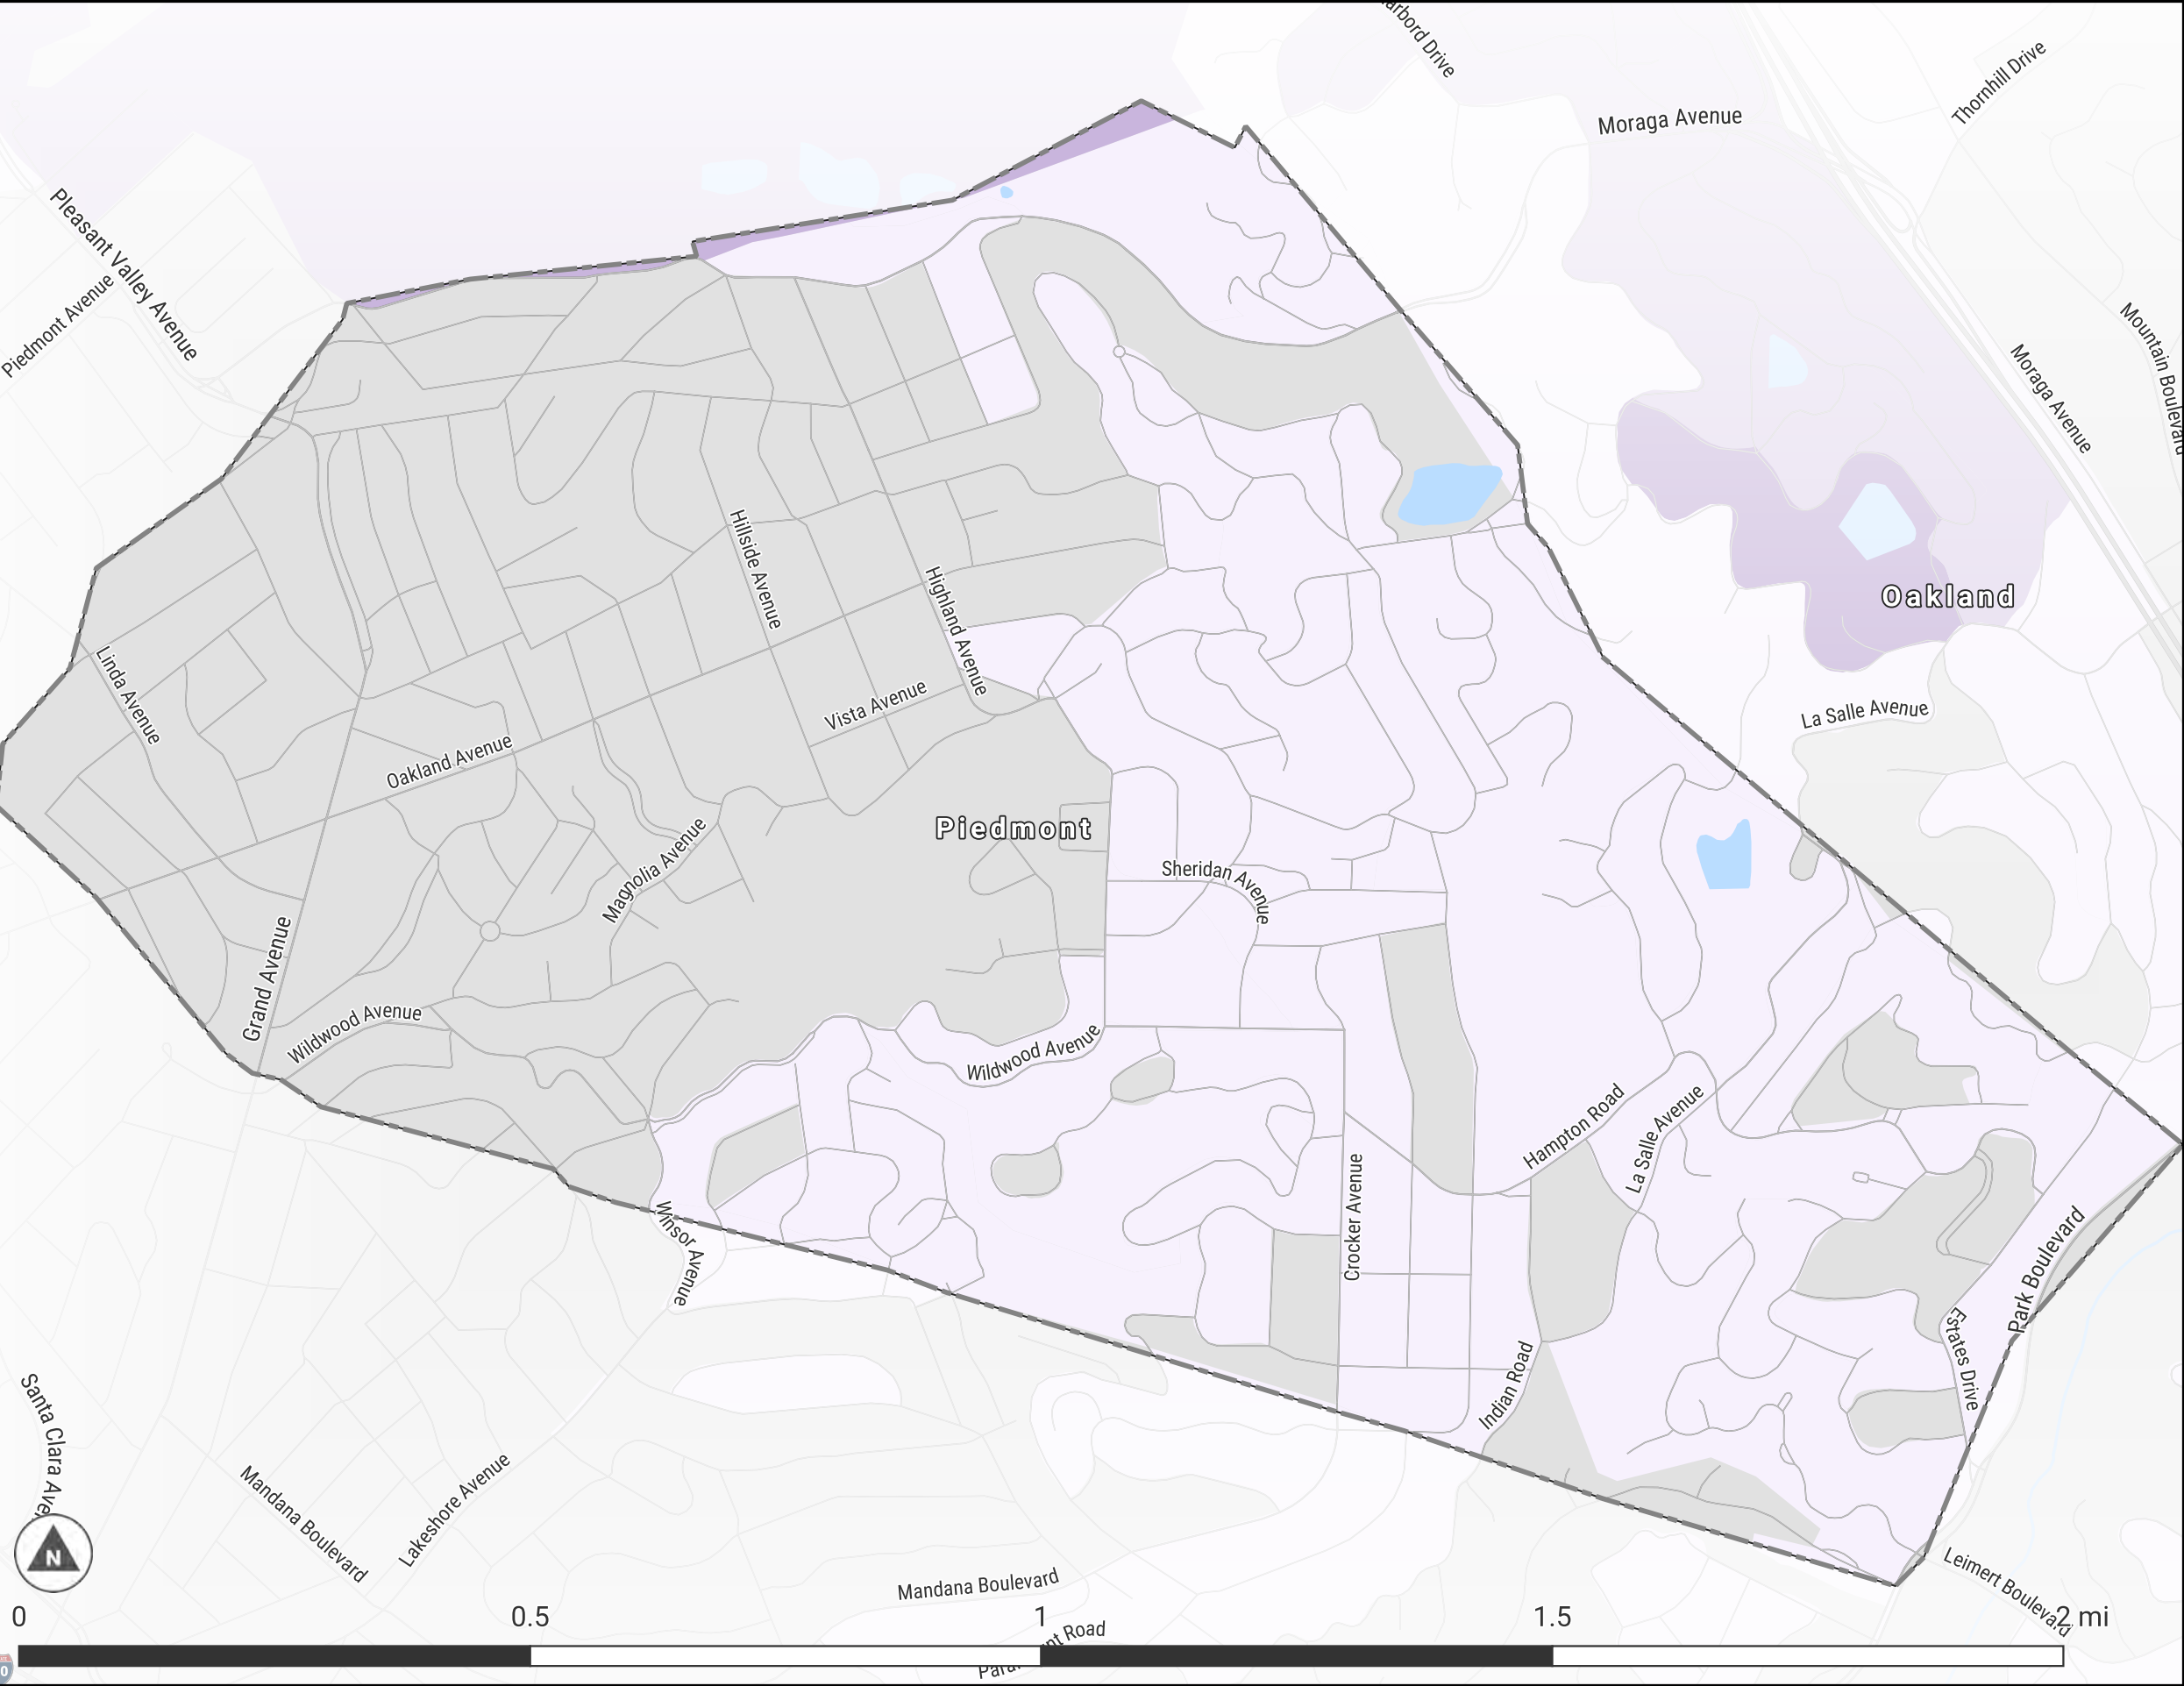 Moraga Avenue
Thornhill Drive
Pleasant Valley Avenue
Piedmont Avenue
Mountain Boulevard
Moraga Avenue
Oakland
Hillside Avenue
Highland Avenue
Linda Avenue
Vista Avenue
La Salle Avenue
Oakland Avenue
Piedmont
Magnolia Avenue
Sheridan Avenue
Grand Avenue
Wildwood Avenue
Wildwood Avenue
Hampton Road
La Salle Avenue
Crocker Avenue
Winsor Avenue
Park Boulevard
Estates Drive
Indian Road
Santa Clara Ave
Mandana Boulevard
Lakeshore Avenue
N
Leimert Boulevard
Mandana Boulevard
0 0.5 1 1.5 2 mi
Road